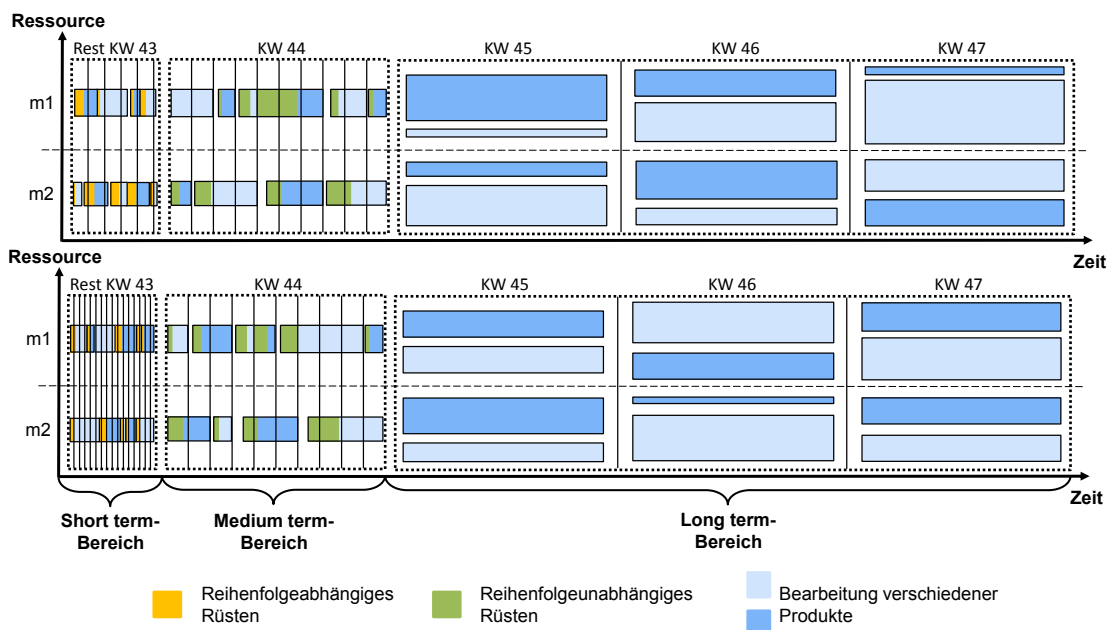 Ressource
Rest KW 43
KW 44
KW 45
KW 46
KW 47
m1
m2
Zeit
Ressource
Rest KW 43
KW 44
KW 45
KW 46
KW 47
m1
m2
Zeit
Short term-
Bereich
Medium term-
Bereich
Long term-
Bereich
Reihenfolgeabhängiges
Rüsten
Reihenfolgeunabhängiges
Rüsten
Bearbeitung verschiedener
Produkte